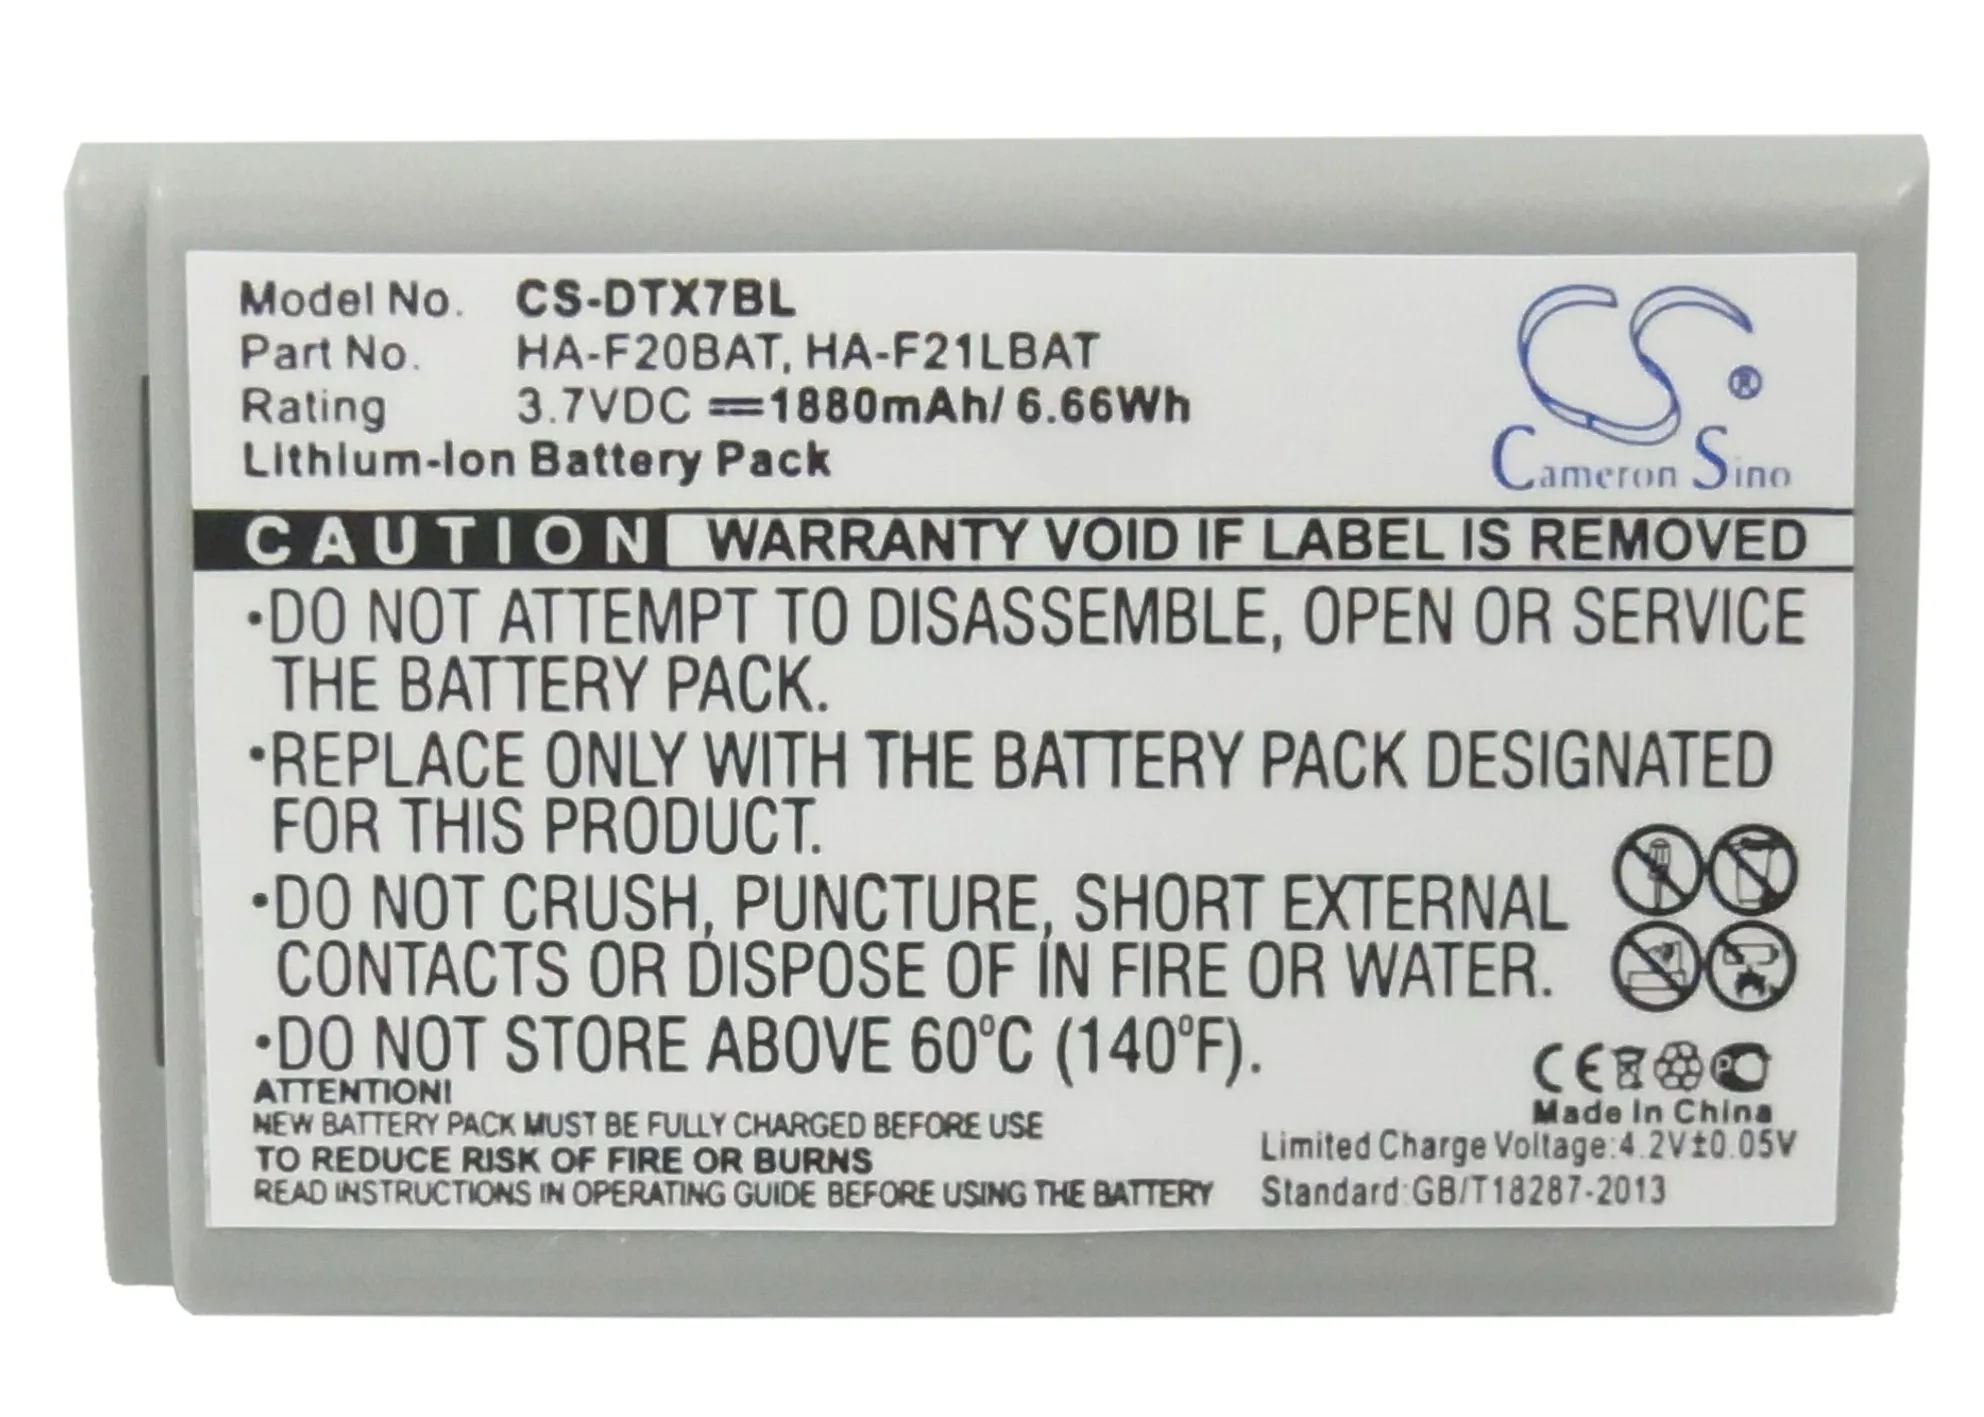 Model No. CS-DTX7BL
Part No. HA-F20BAT, HA-F21LBAT
Rating 3.7VDC ⎓1880mAh/ 6.66Wh
Lithium-Ion Battery Pack
CS®
Cameron Sino
CAUTION WARRANTY VOID IF LABEL IS REMOVED
•DO NOT ATTEMPT TO DISASSEMBLE, OPEN OR SERVICE
THE BATTERY PACK.
•REPLACE ONLY WITH THE BATTERY PACK DESIGNATED
FOR THIS PRODUCT.
•DO NOT CRUSH, PUNCTURE, SHORT EXTERNAL
CONTACTS OR DISPOSE OF IN FIRE OR WATER.
•DO NOT STORE ABOVE 60°C (140°F).
ATTENTION!
NEW BATTERY PACK MUST BE FULLY CHARGED BEFORE USE
TO REDUCE RISK OF FIRE OR BURNS
READ INSTRUCTIONS IN OPERATING GUIDE BEFORE USING THE BATTERY
CE
Made In China
Limited Charge Voltage:4.2V±0.05V
Standard:GB/T18287-2013